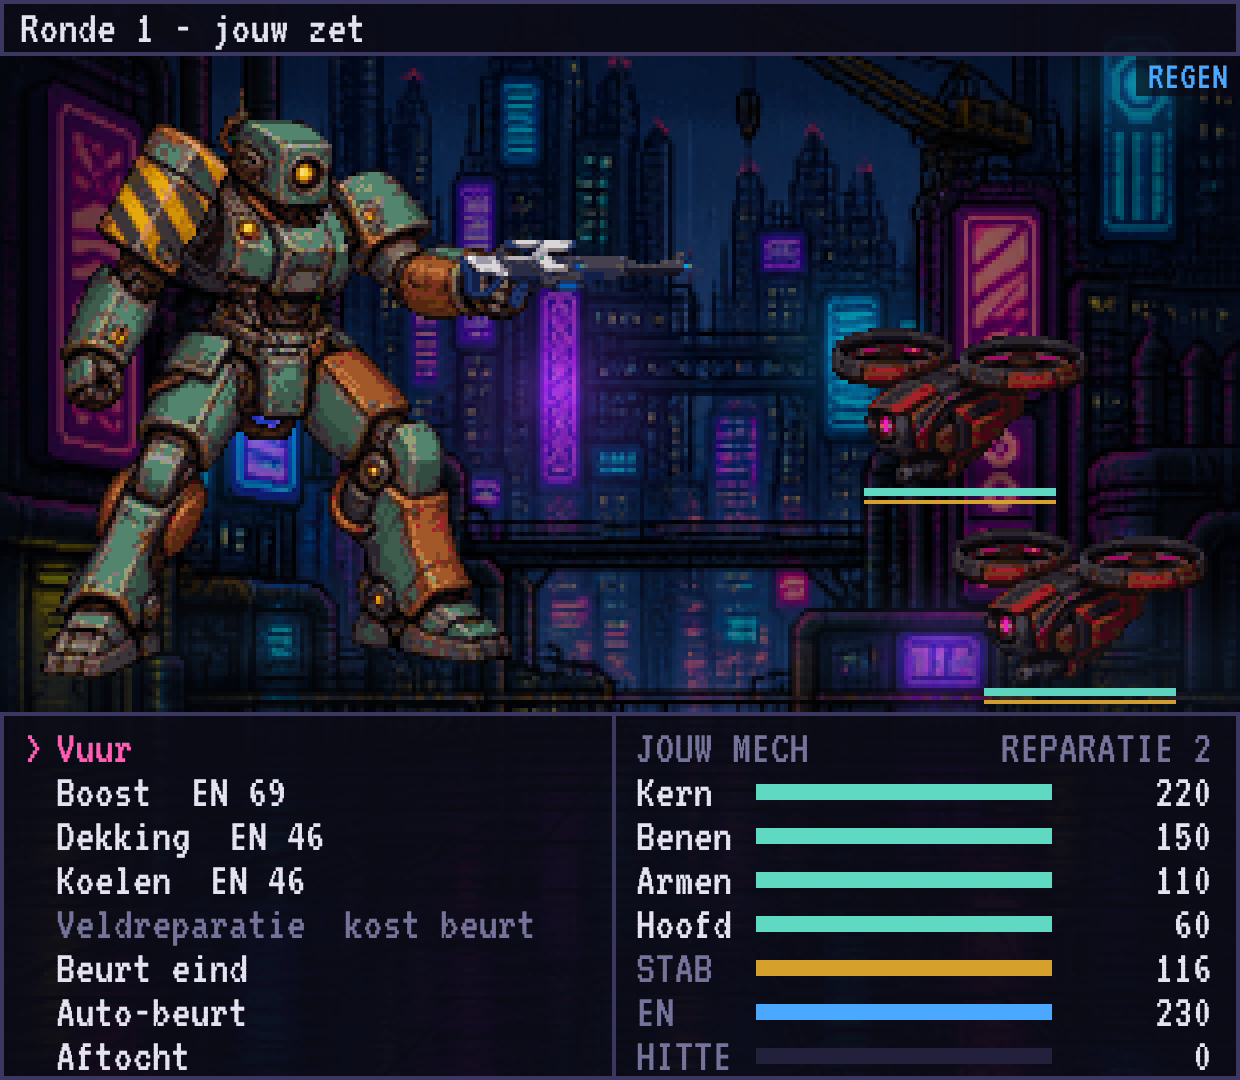 Ronde 1 - jouw zet
REGEN
> Vuur
Boost EN 69
Dekking EN 46
Koelen EN 46
Veldreparatie kost beurt
Beurt eind
Auto-beurt
Aftocht
JOUW MECH REPARATIE 2
Kern 220
Benen 150
Armen 110
Hoofd 60
STAB 116
EN 230
HITTE 0